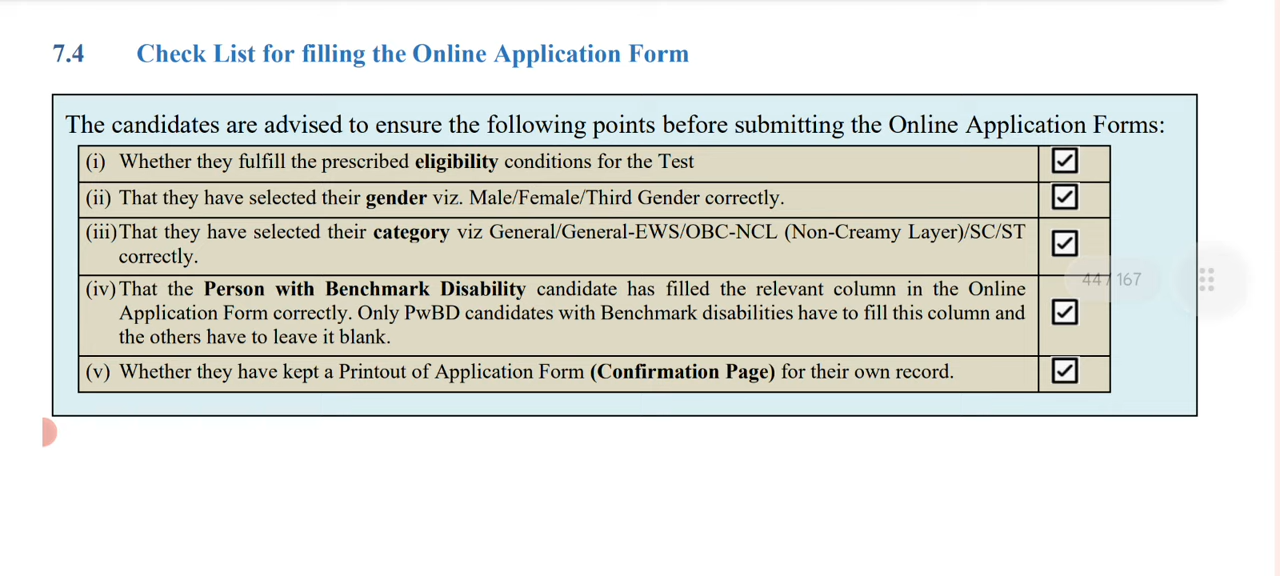 7.4 Check List for filling the Online Application Form
The candidates are advised to ensure the following points before submitting the Online Application Forms:
(i) Whether they fulfill the prescribed eligibility conditions for the Test
(ii) That they have selected their gender viz. Male/Female/Third Gender correctly.
(iii) That they have selected their category viz General/General-EWS/OBC-NCL (Non-Creamy Layer)/SC/ST
correctly.
(iv) That the Person with Benchmark Disability candidate has filled the relevant column in the Online
Application Form correctly. Only PwBD candidates with Benchmark disabilities have to fill this column and
the others have to leave it blank.
(v) Whether they have kept a Printout of Application Form (Confirmation Page) for their own record.
44 / 167